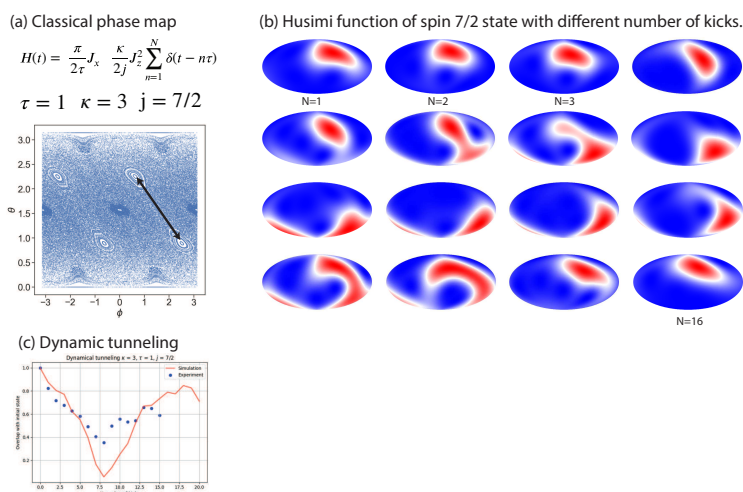 (a) Classical phase map
H(t) = π/2τ J_x κ/2j J_z^2 ∑_{n=1}^{N} δ(t − nτ)
τ = 1 κ = 3 j = 7/2
3.0
2.5
2.0
θ
1.5
1.0
0.5
0.0
−3 −2 −1 0 1 2 3
ϕ
(b) Husimi function of spin 7/2 state with different number of kicks.
N=1 N=2 N=3
N=16
(c) Dynamic tunneling
Dynamical tunneling κ = 3, τ = 1, j = 7/2
Simulation
Experiment
Overlap with initial state
1.0
0.8
0.6
0.4
0.2
0.0 2.5 5.0 7.5 10.0 12.5 15.0 17.5 20.0